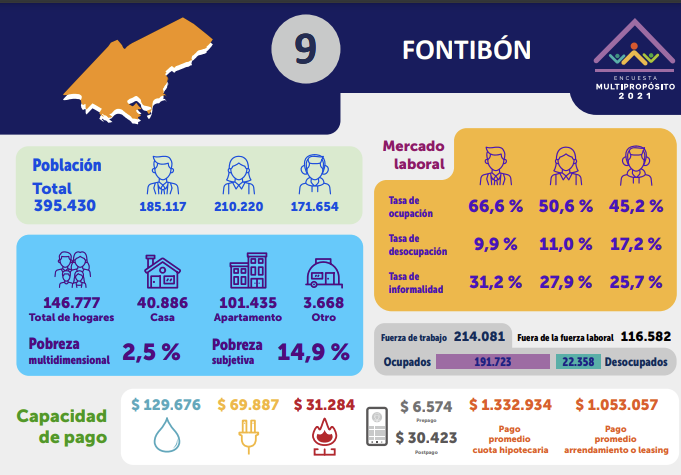 9
FONTIBÓN
ENCUESTA
MULTIPROPÓSITO
2021
Población
Total
395.430
185.117 210.220 171.654
146.777 40.886 101.435 3.668
Total de hogares Casa Apartamento Otro
Pobreza
multidimensional 2,5 %
Pobreza
subjetiva 14,9 %
Mercado
laboral
Tasa de
ocupación 66,6 % 50,6 % 45,2 %
Tasa de
desocupación 9,9 % 11,0 % 17,2 %
Tasa de
informalidad 31,2 % 27,9 % 25,7 %
Fuerza de trabajo 214.081 Fuera de la fuerza laboral 116.582
Ocupados 191.723 22.358 Desocupados
Capacidad
de pago
$ 129.676 $ 69.887 $ 31.284
$ 6.574
Prepago
$ 30.423
Postpago
$ 1.332.934
Pago
promedio
cuota hipotecaria
$ 1.053.057
Pago
promedio
arrendamiento o leasing